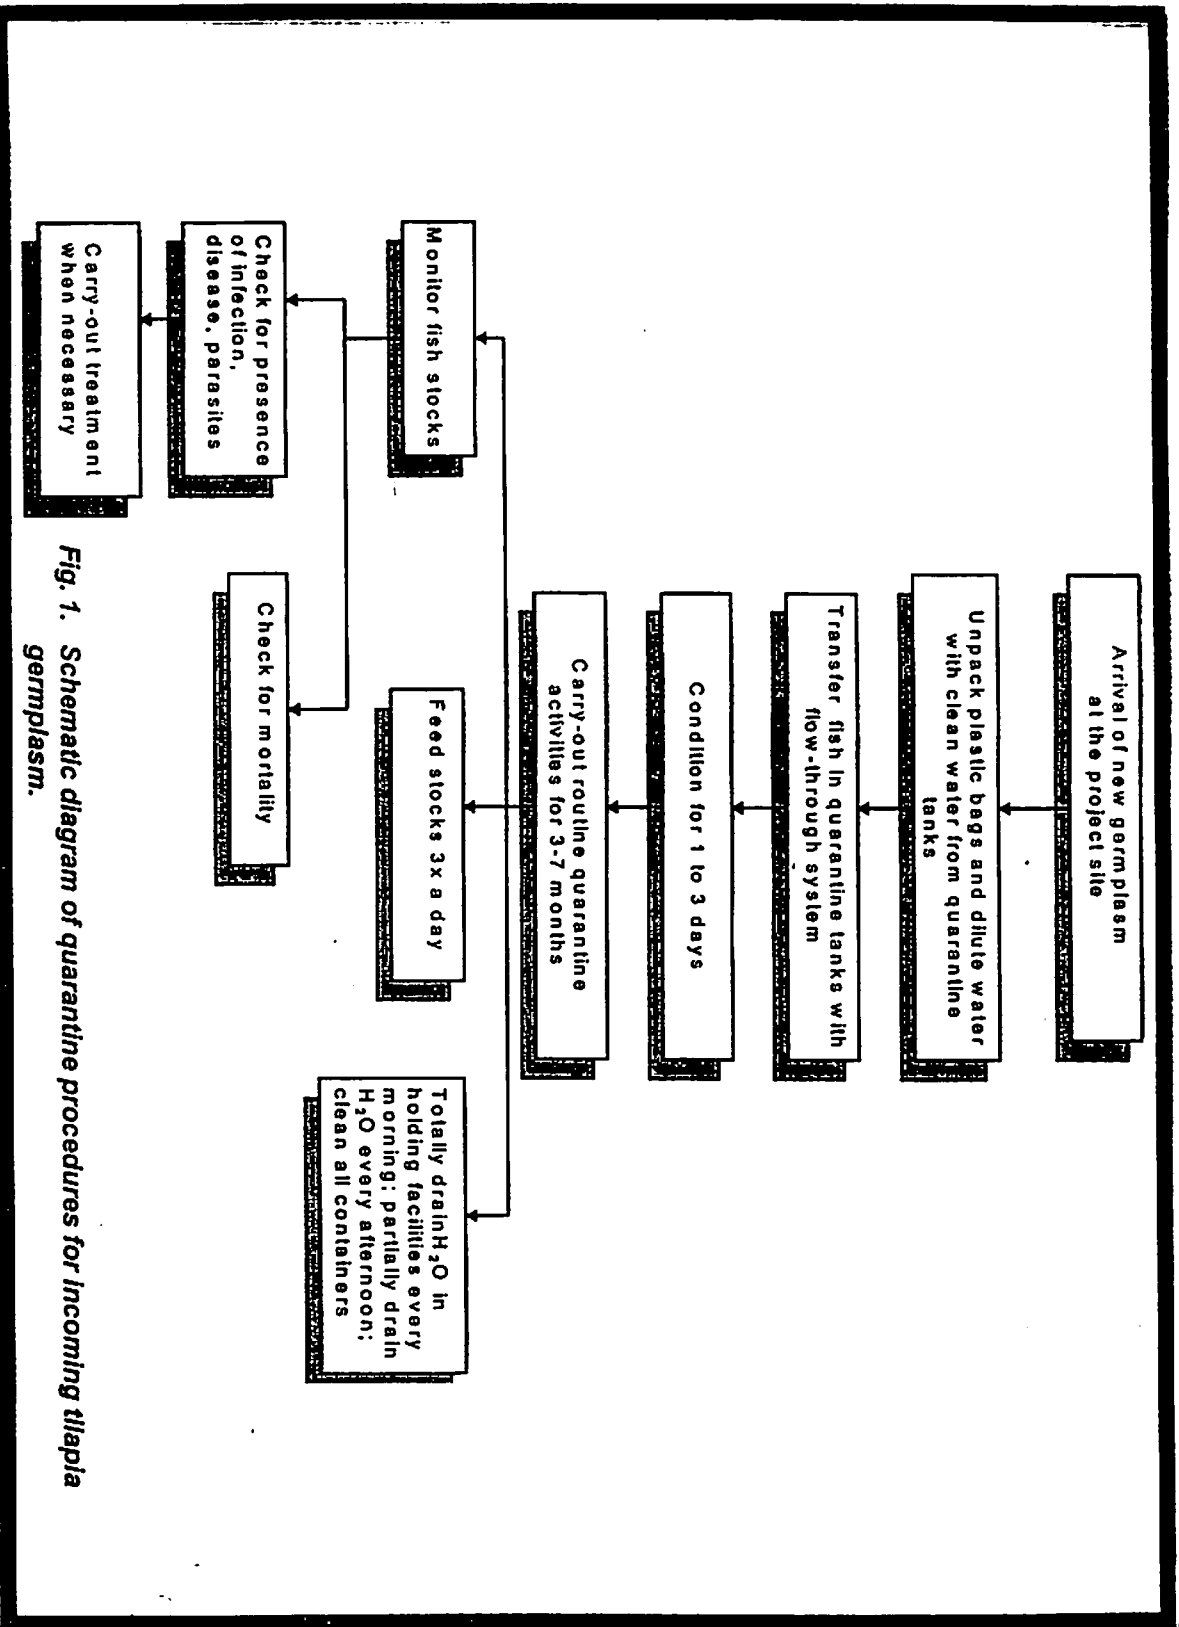 Arrival of new germplasm
at the project site
Unpack plastic bags and dilute water
with clean water from quarantine
tanks
Transfer fish in quarantine tanks with
flow-through system
Condition for 1 to 3 days
Carry-out routine quarantine
activities for 3-7 months
Monitor fish stocks
Feed stocks 3x a day
Totally drainH₂O in
holding facilities every
morning; partially drain
H₂O every afternoon;
clean all containers
Check for presence
of infection,
disease, parasites
Check for mortality
Carry-out treatment
when necessary
Fig. 1. Schematic diagram of quarantine procedures for incoming tilapia
germplasm.